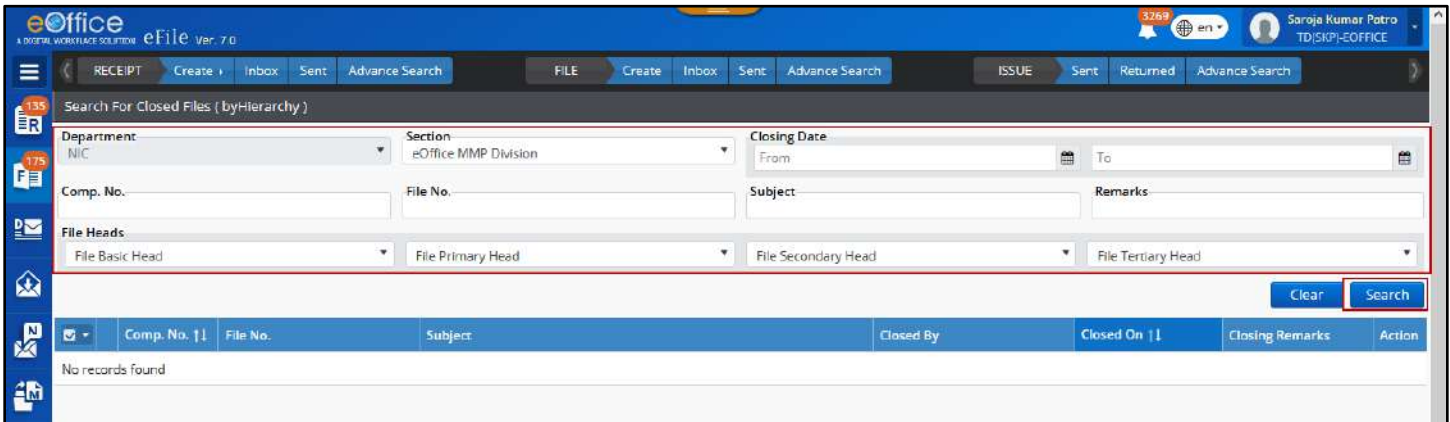 eOffice
A DIGITAL WORKPLACE SOLUTION eFile Ver. 7.0
3269 en Saroja Kumar Patro
TD(SKP)-EOFFICE
RECEIPT Create Inbox Sent Advance Search FILE Create Inbox Sent Advance Search ISSUE Sent Returned Advance Search
135 R
Search For Closed Files ( byHierarchy )
175 F
Department Section Closing Date
NIC eOffice MMP Division From To
Comp. No. File No. Subject Remarks
D
File Heads
File Basic Head File Primary Head File Secondary Head File Tertiary Head
Clear Search
N
Comp. No. File No. Subject Closed By Closed On Closing Remarks Action
No records found
M